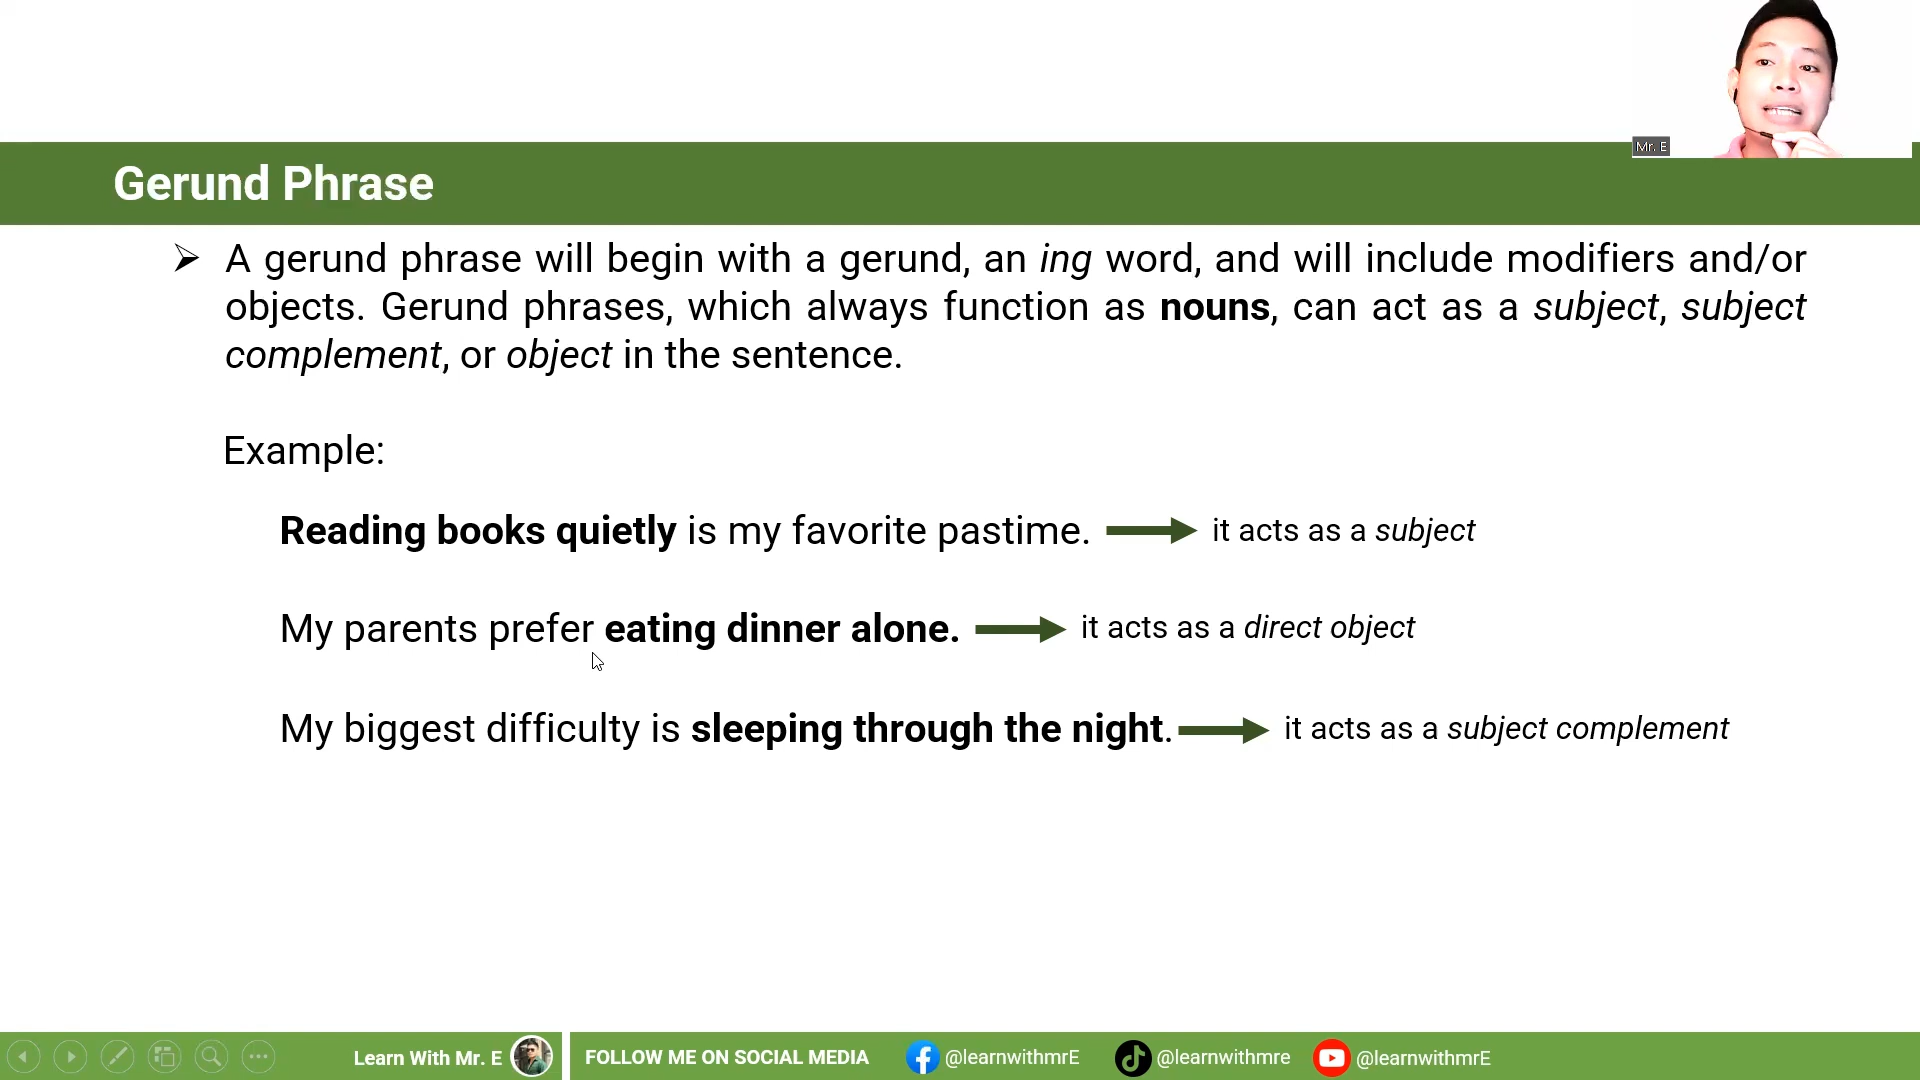 Mr. E
Gerund Phrase
➢ A gerund phrase will begin with a gerund, an ing word, and will include modifiers and/or
objects. Gerund phrases, which always function as nouns, can act as a subject, subject
complement, or object in the sentence.
Example:
Reading books quietly is my favorite pastime. it acts as a subject
My parents prefer eating dinner alone. it acts as a direct object
My biggest difficulty is sleeping through the night. it acts as a subject complement
Learn With Mr. E FOLLOW ME ON SOCIAL MEDIA @learnwithmrE @learnwithmre @learnwithmrE